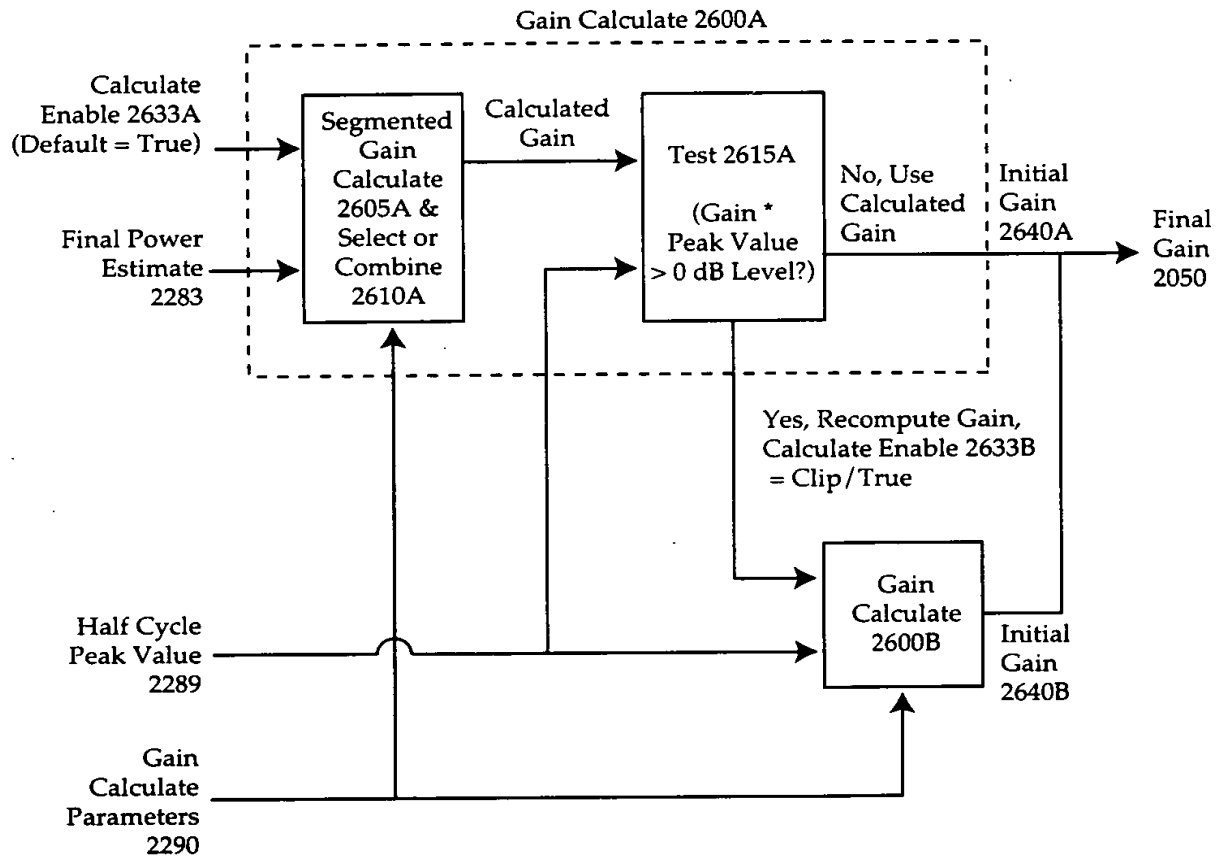 Gain Calculate 2600A
Calculate
Enable 2633A
(Default = True)
Final Power
Estimate
2283
Segmented
Gain
Calculate
2605A &
Select or
Combine
2610A
Calculated
Gain
Test 2615A
(Gain *
Peak Value
> 0 dB Level?)
No, Use
Calculated
Gain
Initial
Gain
2640A
Final
Gain
2050
Yes, Recompute Gain,
Calculate Enable 2633B
= Clip/True
Half Cycle
Peak Value
2289
Gain
Calculate
2600B
Initial
Gain
2640B
Gain
Calculate
Parameters
2290